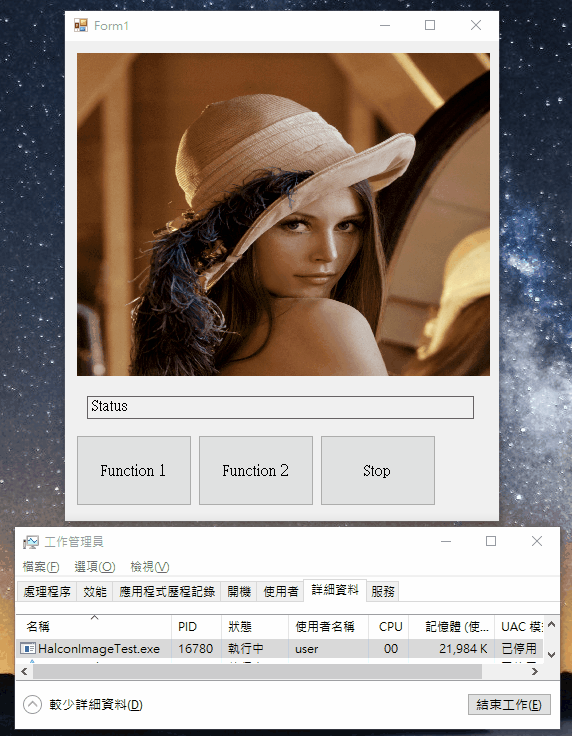 Form1
Status
Function 1 Function 2 Stop
工作管理員
檔案(F) 選項(O) 檢視(V)
處理程序 效能 應用程式歷程記錄 開機 使用者 詳細資料 服務
名稱 PID 狀態 使用者名稱 CPU 記憶體 (使... UAC 模
HalconImageTest.exe 16780 執行中 user 00 21,984 K 已停用
較少詳細資料(D) 結束工作(E)